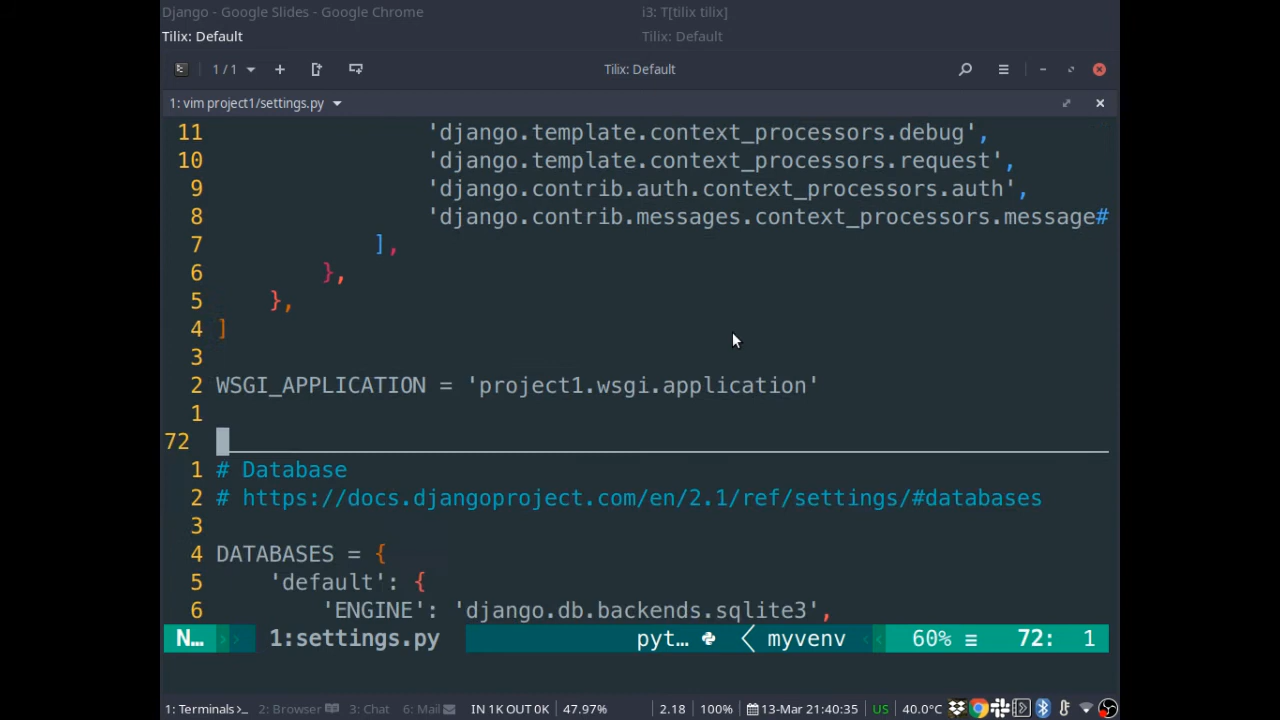 Django - Google Slides - Google Chrome i3: T[tilix tilix]
Tilix: Default Tilix: Default
1 / 1 Tilix: Default
1: vim project1/settings.py
11 'django.template.context_processors.debug',
10 'django.template.context_processors.request',
9 'django.contrib.auth.context_processors.auth',
8 'django.contrib.messages.context_processors.message#
7 ],
6 },
5 },
4 ]
3
2 WSGI_APPLICATION = 'project1.wsgi.application'
1
72
1 # Database
2 # https://docs.djangoproject.com/en/2.1/ref/settings/#databases
3
4 DATABASES = {
5 'default': {
6 'ENGINE': 'django.db.backends.sqlite3',
N… 1:settings.py pyt… myvenv 60% ≡ 72: 1
1: Terminals>_ 2: Browser 3: Chat 6: Mail IN 1K OUT 0K 47.97% 2.18 100% 13-Mar 21:40:35 US 40.0°C